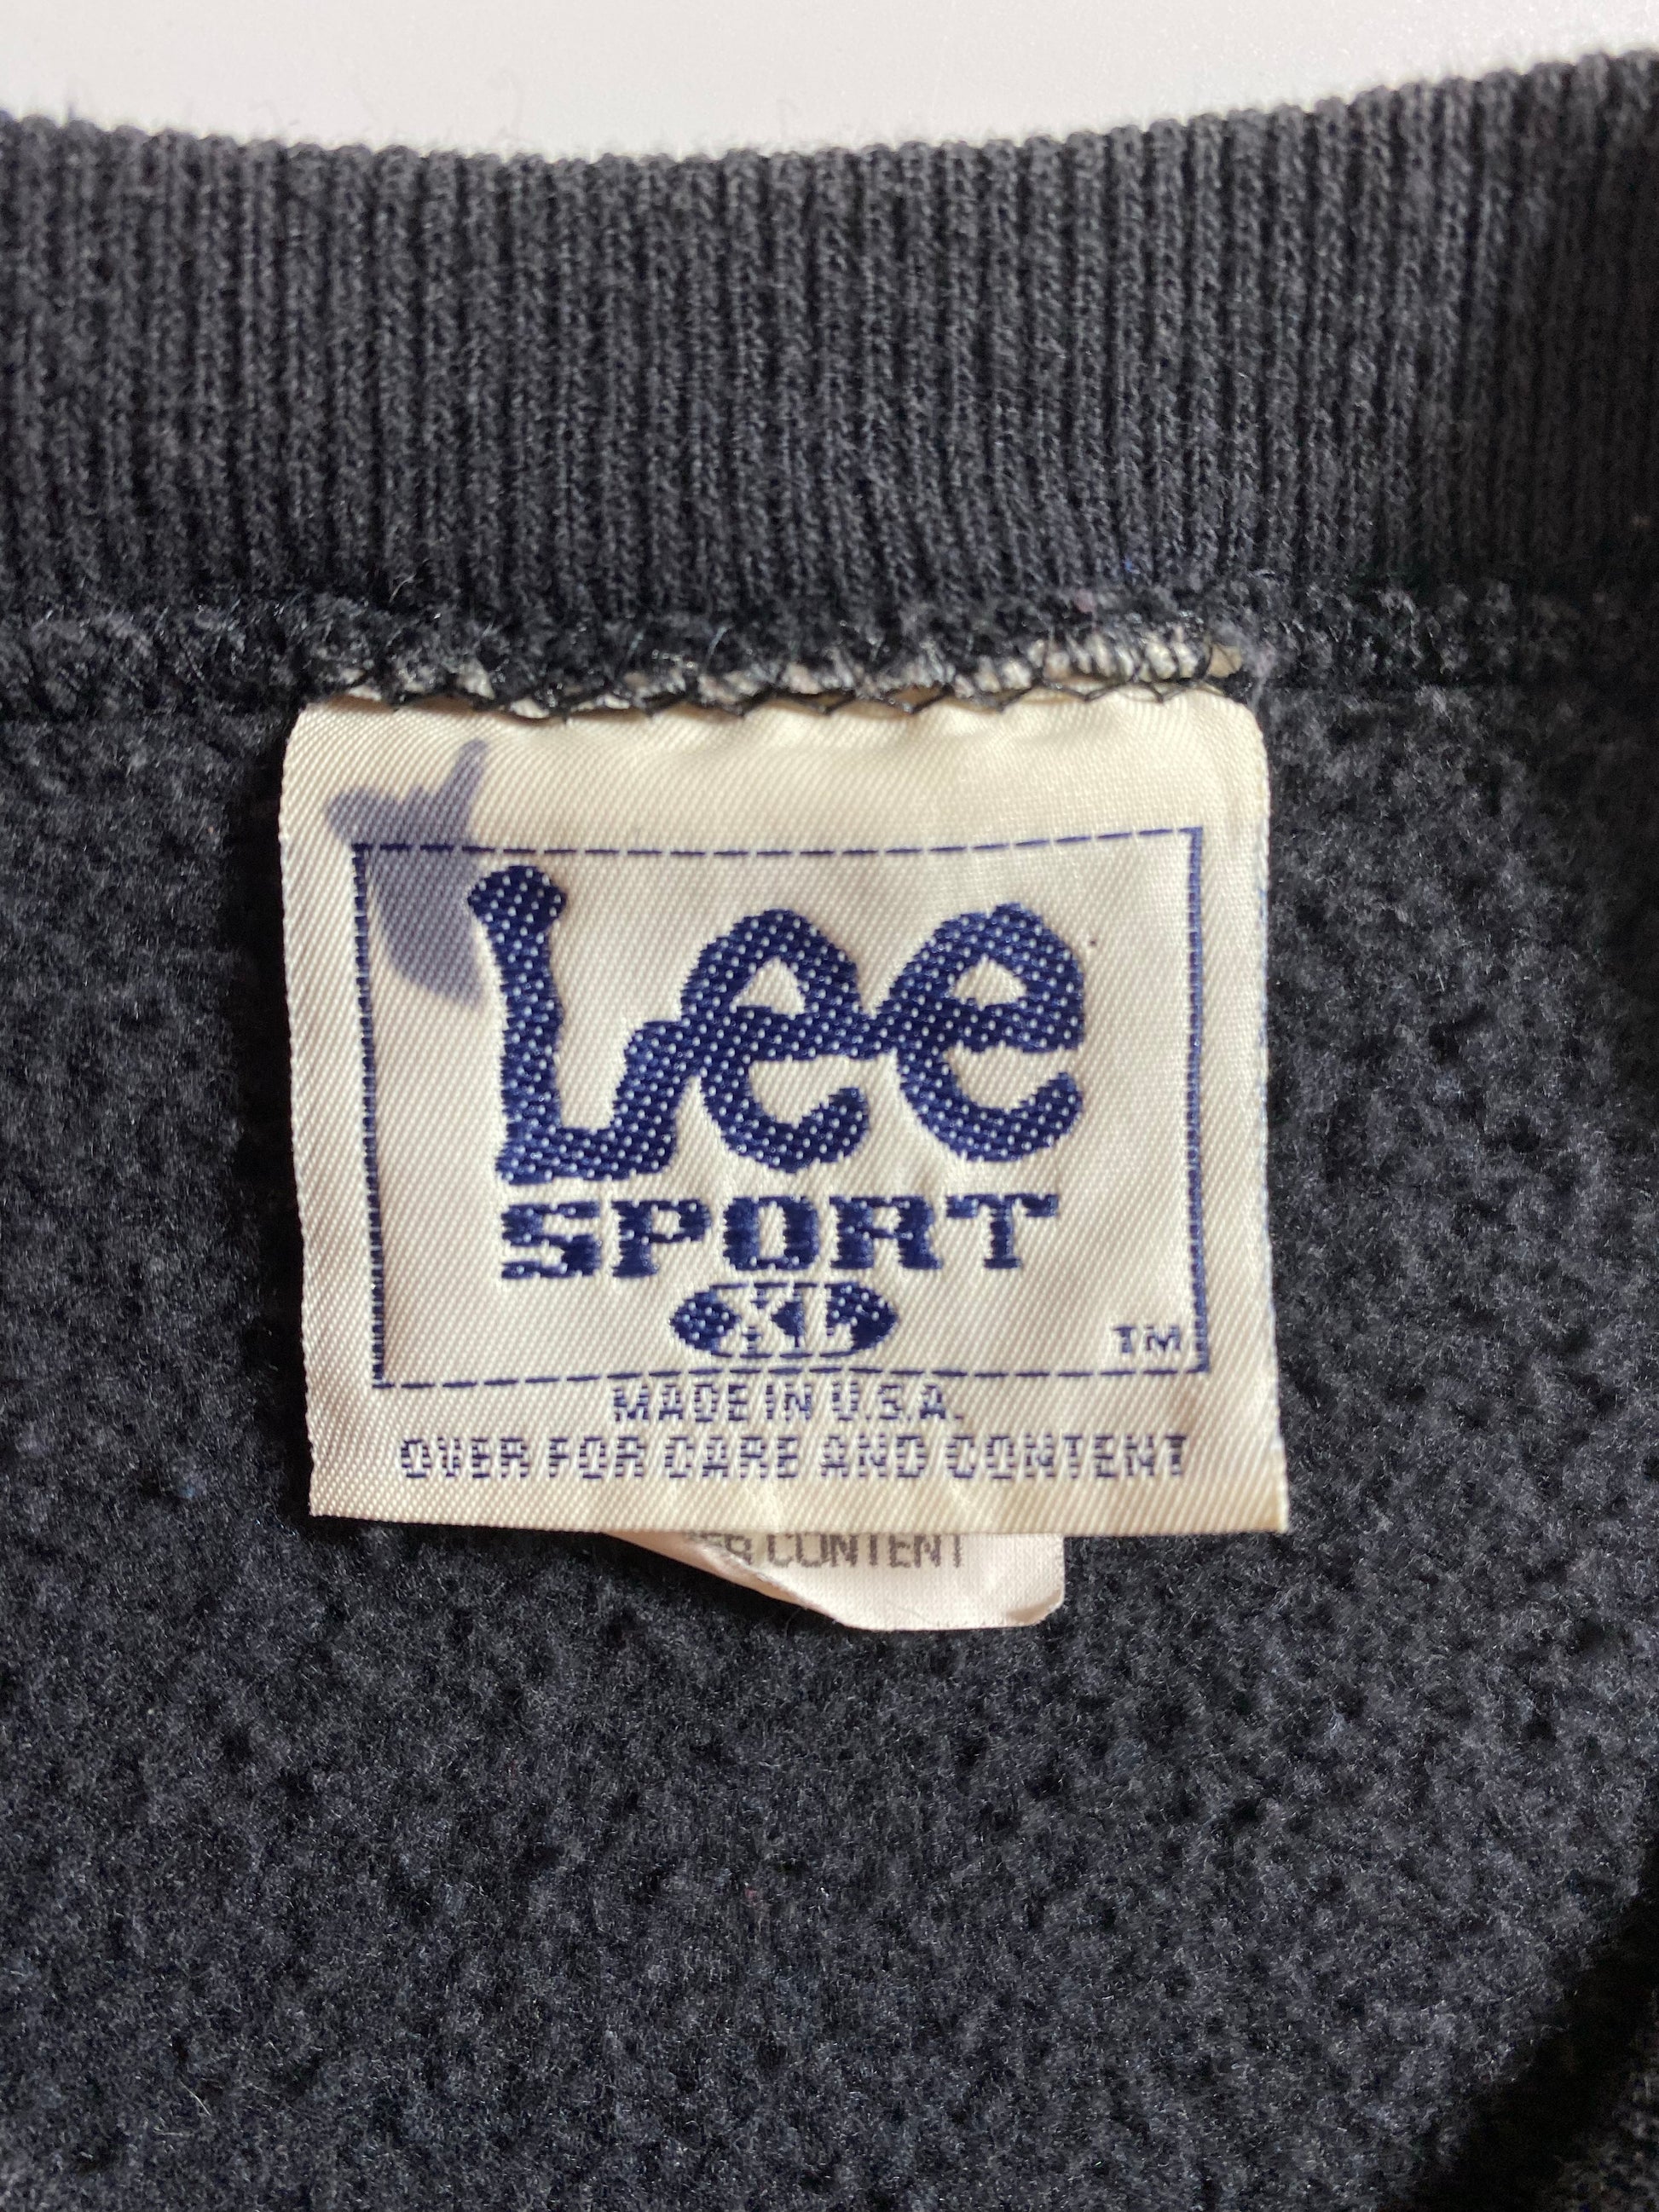 Lee
SPORT
XL
TM
MADE IN U.S.A.
OVER FOR CARE AND CONTENT
CONTENT